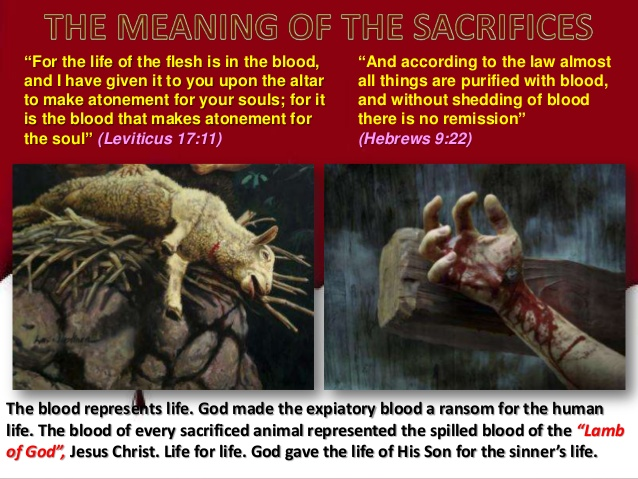 THE MEANING OF THE SACRIFICES
“For the life of the flesh is in the blood,
and I have given it to you upon the altar
to make atonement for your souls; for it
is the blood that makes atonement for
the soul” (Leviticus 17:11)
“And according to the law almost
all things are purified with blood,
and without shedding of blood
there is no remission”
(Hebrews 9:22)
The blood represents life. God made the expiatory blood a ransom for the human
life. The blood of every sacrificed animal represented the spilled blood of the “Lamb
of God”, Jesus Christ. Life for life. God gave the life of His Son for the sinner’s life.